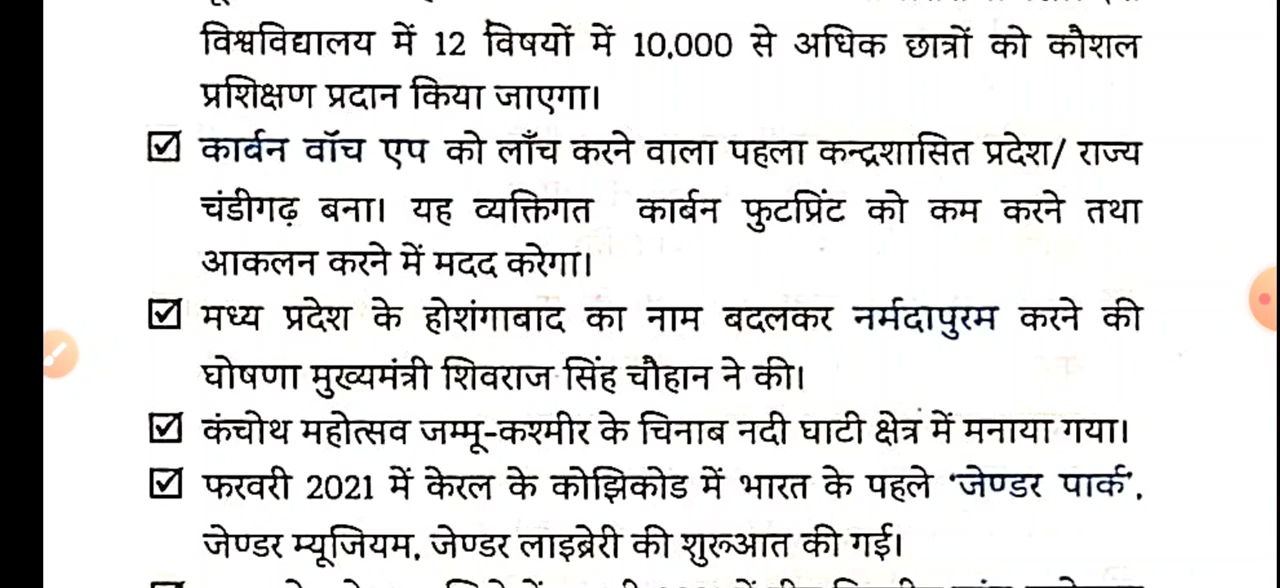 विश्वविद्यालय में 12 विषयों में 10,000 से अधिक छात्रों को कौशल
प्रशिक्षण प्रदान किया जाएगा।
कार्बन वॉच एप को लाँच करने वाला पहला कन्द्रशासित प्रदेश/ राज्य
चंडीगढ़ बना। यह व्यक्तिगत कार्बन फुटप्रिंट को कम करने तथा
आकलन करने में मदद करेगा।
मध्य प्रदेश के होशंगाबाद का नाम बदलकर नर्मदापुरम करने की
घोषणा मुख्यमंत्री शिवराज सिंह चौहान ने की।
कंचोथ महोत्सव जम्मू-कश्मीर के चिनाब नदी घाटी क्षेत्र में मनाया गया।
फरवरी 2021 में केरल के कोझिकोड में भारत के पहले ‘जेण्डर पार्क’,
जेण्डर म्यूजियम, जेण्डर लाइब्रेरी की शुरूआत की गई।